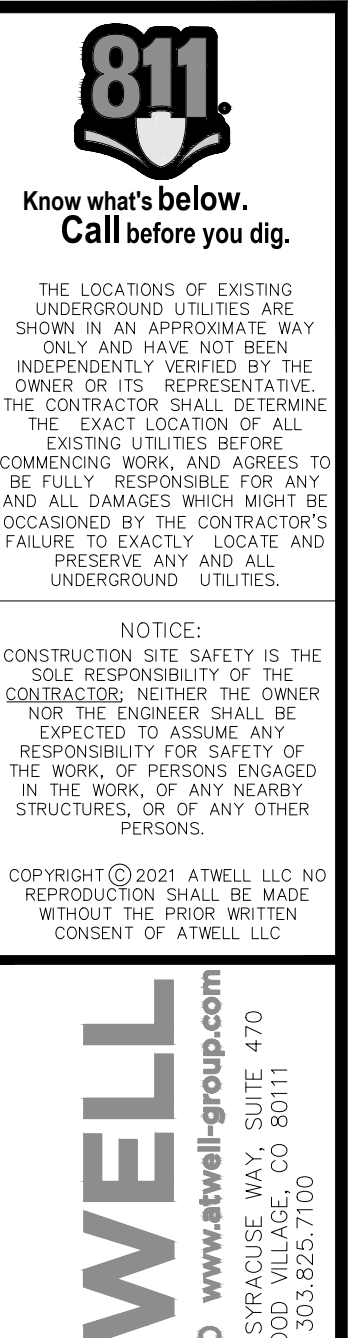 811
Know what's below.
Call before you dig.
THE LOCATIONS OF EXISTING
UNDERGROUND UTILITIES ARE
SHOWN IN AN APPROXIMATE WAY
ONLY AND HAVE NOT BEEN
INDEPENDENTLY VERIFIED BY THE
OWNER OR ITS REPRESENTATIVE.
THE CONTRACTOR SHALL DETERMINE
THE EXACT LOCATION OF ALL
EXISTING UTILITIES BEFORE
COMMENCING WORK, AND AGREES TO
BE FULLY RESPONSIBLE FOR ANY
AND ALL DAMAGES WHICH MIGHT BE
OCCASIONED BY THE CONTRACTOR'S
FAILURE TO EXACTLY LOCATE AND
PRESERVE ANY AND ALL
UNDERGROUND UTILITIES.
NOTICE:
CONSTRUCTION SITE SAFETY IS THE
SOLE RESPONSIBILITY OF THE
CONTRACTOR; NEITHER THE OWNER
NOR THE ENGINEER SHALL BE
EXPECTED TO ASSUME ANY
RESPONSIBILITY FOR SAFETY OF
THE WORK, OF PERSONS ENGAGED
IN THE WORK, OF ANY NEARBY
STRUCTURES, OR OF ANY OTHER
PERSONS.
COPYRIGHT © 2021 ATWELL LLC NO
REPRODUCTION SHALL BE MADE
WITHOUT THE PRIOR WRITTEN
CONSENT OF ATWELL LLC
WELL
www.atwell-group.com
SYRACUSE WAY, SUITE 470
OOD VILLAGE, CO 80111
303.825.7100